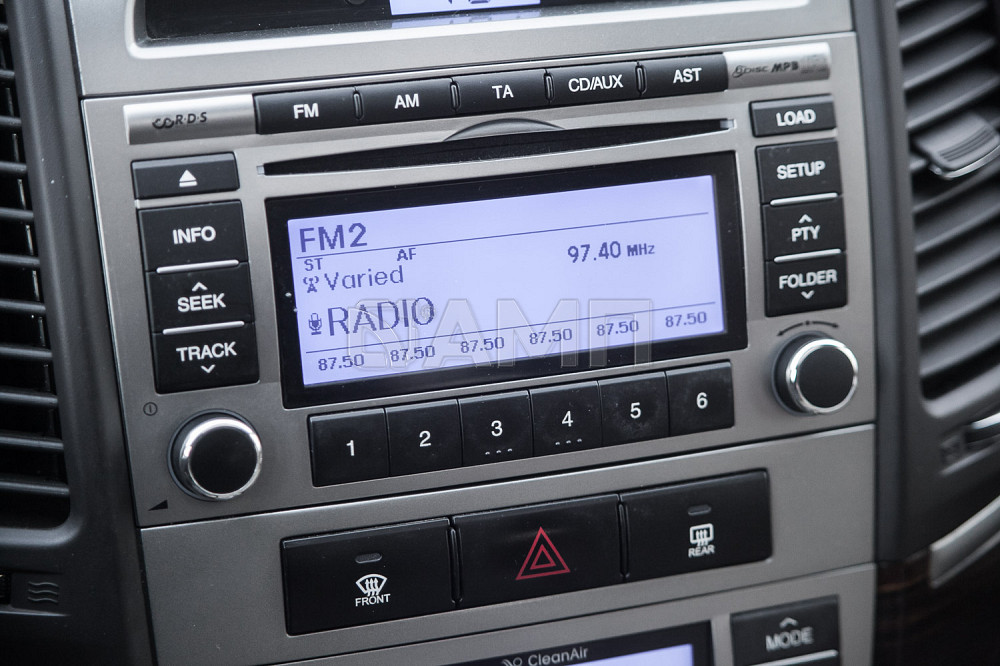 FM AM TA CD/AUX AST
R·D·S
6DISC MP3
LOAD
INFO
SEEK
TRACK
SETUP
PTY
FOLDER
FM2
ST AF 97.40 MHz
Varied
RADIO
87.50 87.50 87.50 87.50 87.50 87.50
1 2 3 4 5 6
FRONT
REAR
CleanAir
MODE